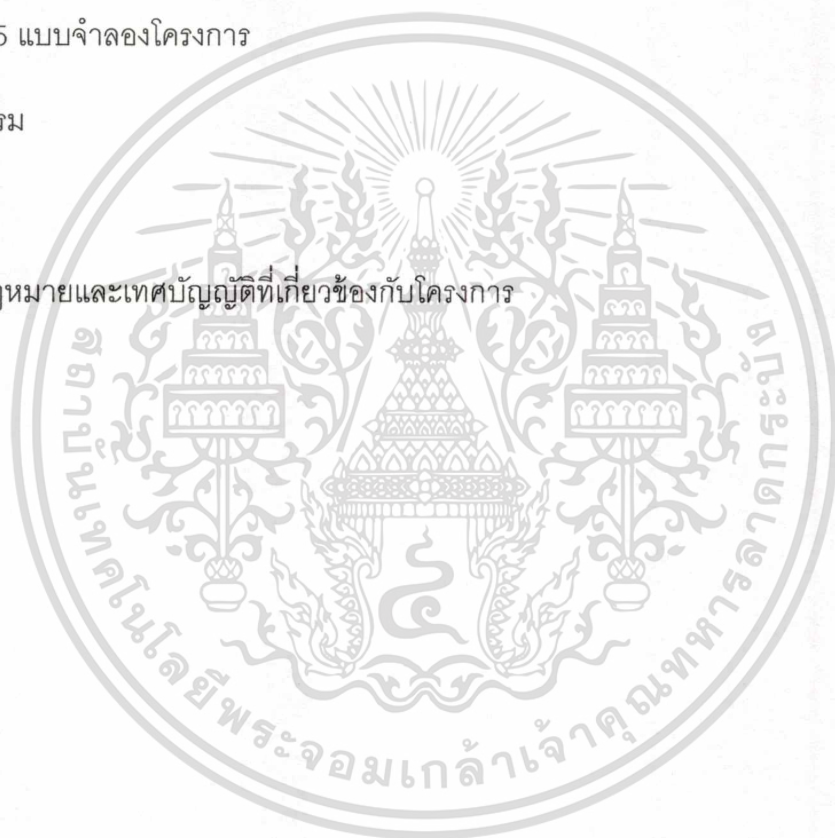 5 แบบจำลองโครงการ
รม
ฎหมายและเทศบัญญัติที่เกี่ยวข้องกับโครงการ
สถาบันเทคโนโลยีพระจอมเกล้าเจ้าคุณทหารลาดกระบัง